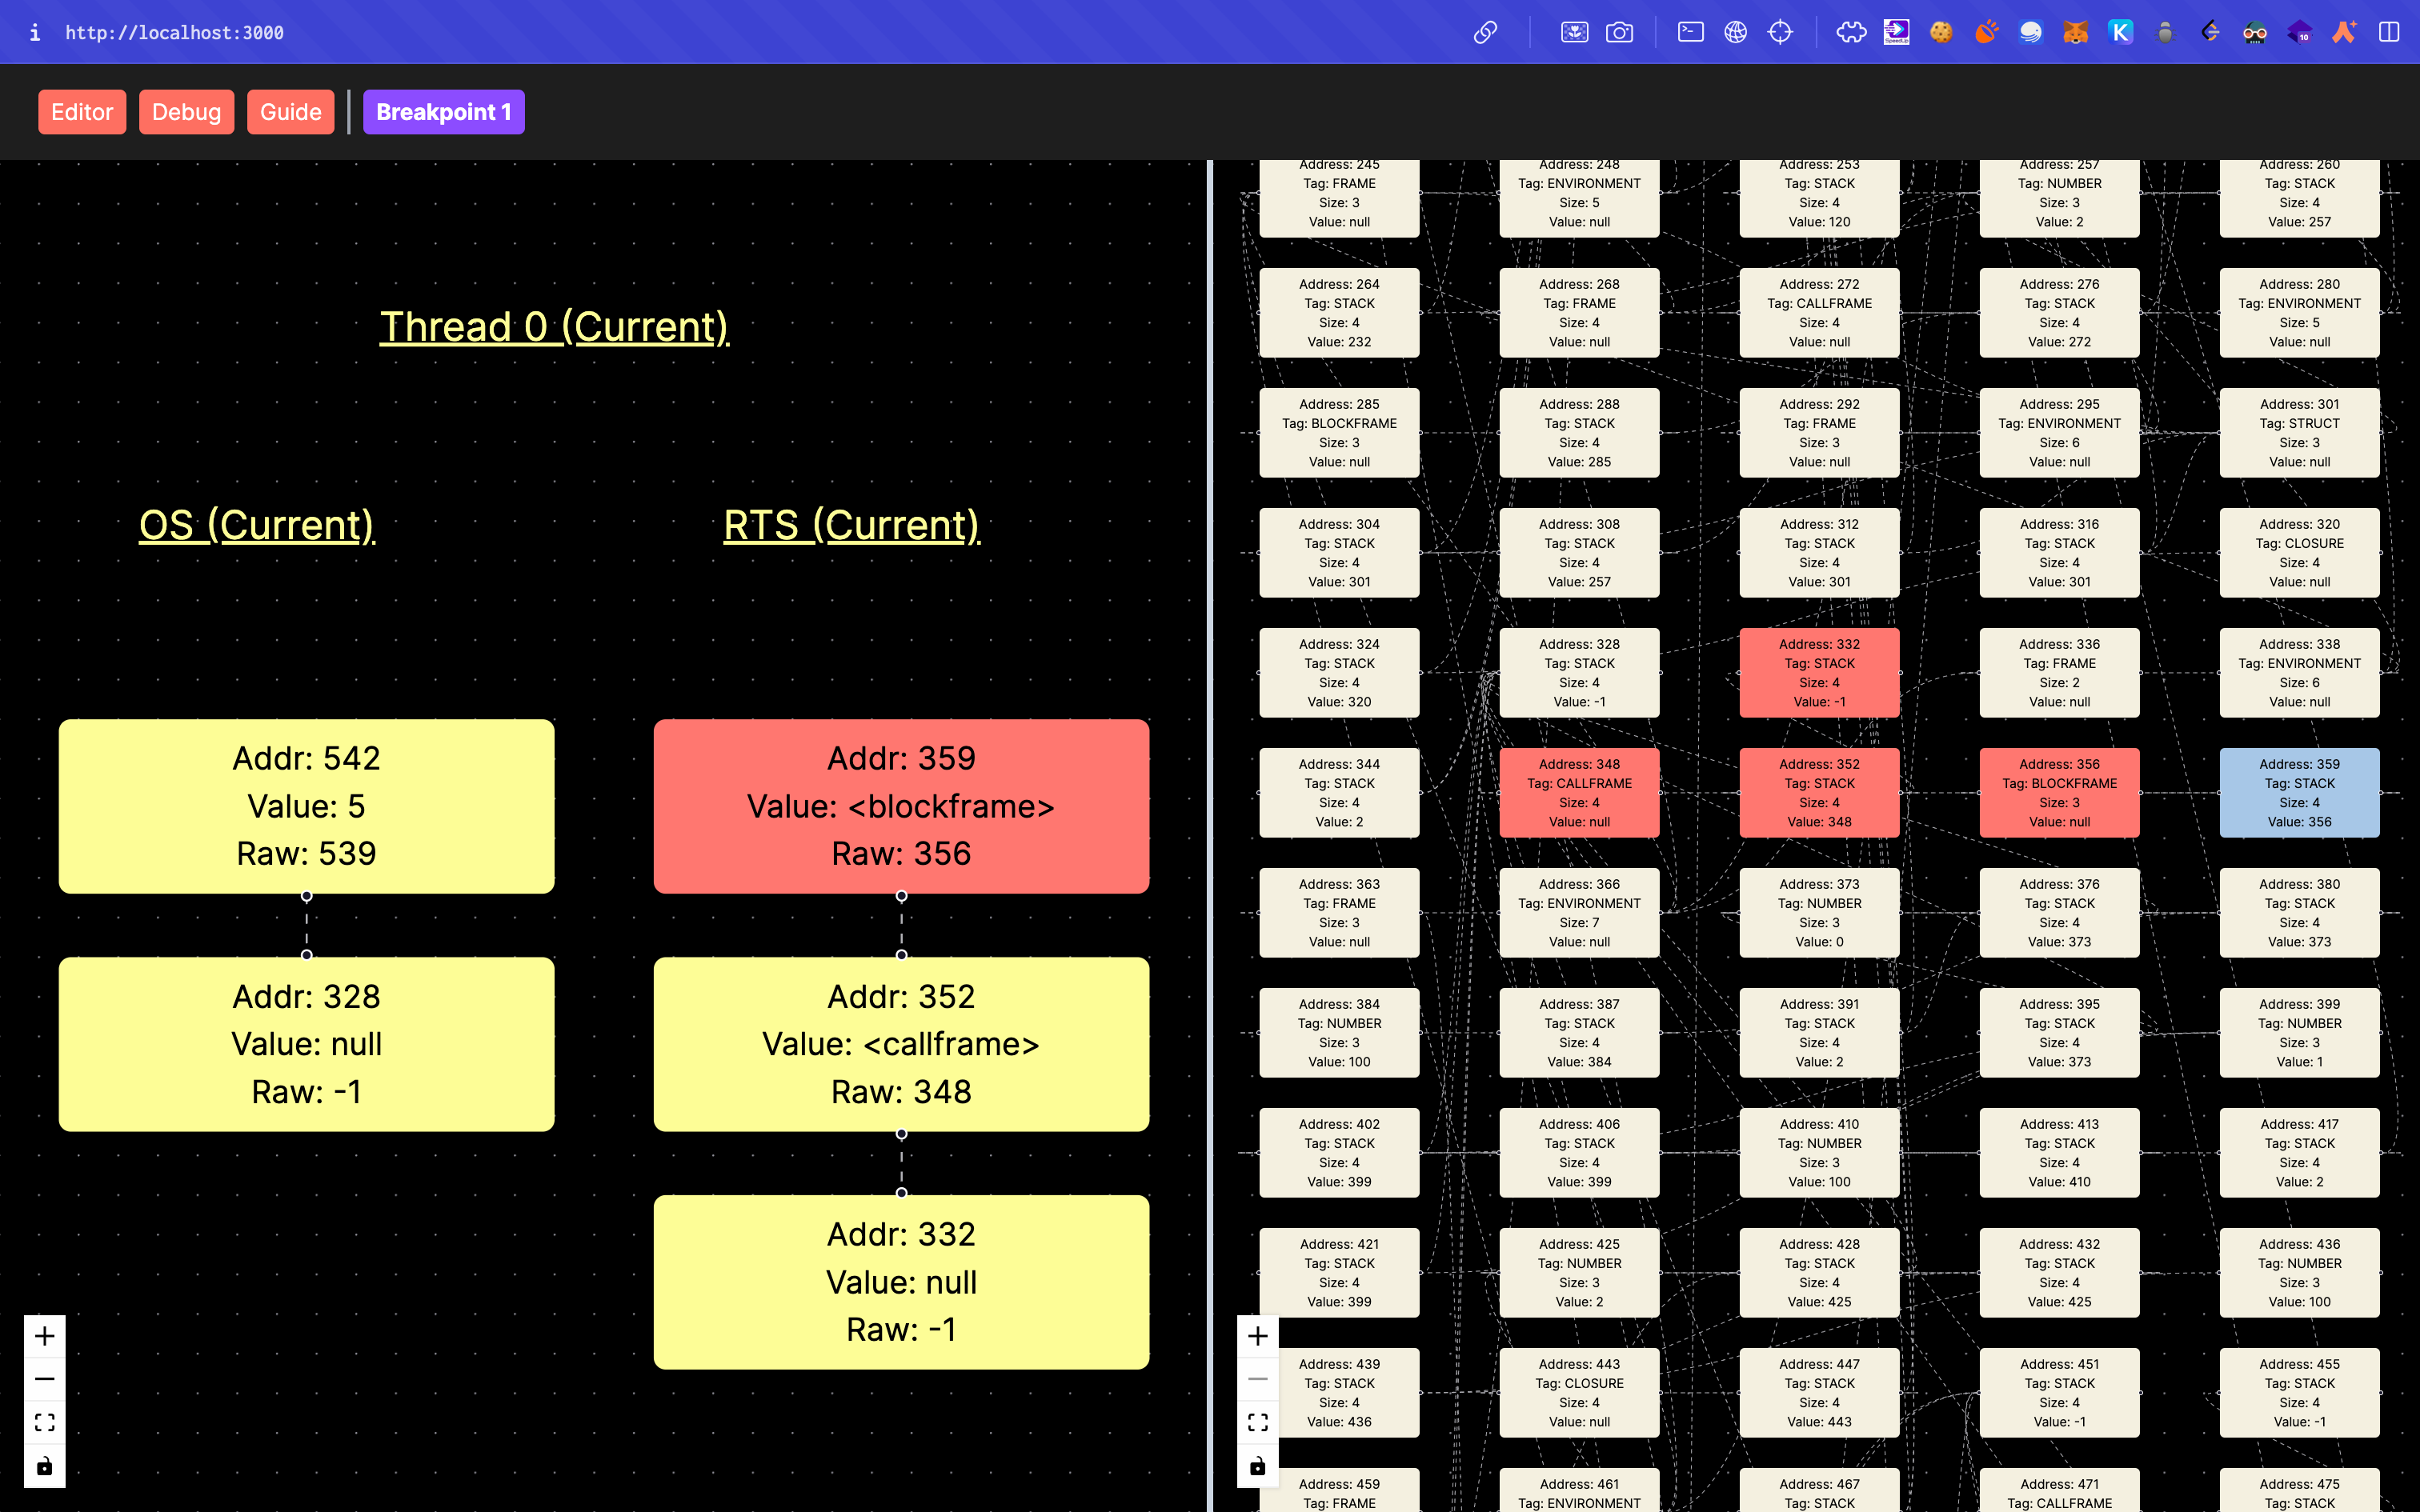 i http://localhost:3000
10
Editor Debug Guide Breakpoint 1
Thread 0 (Current)
OS (Current)
RTS (Current)
Addr: 542
Value: 5
Raw: 539
Addr: 328
Value: null
Raw: -1
Addr: 359
Value: <blockframe>
Raw: 356
Addr: 352
Value: <callframe>
Raw: 348
Addr: 332
Value: null
Raw: -1
Address: 245
Tag: FRAME
Size: 3
Value: null
Address: 248
Tag: ENVIRONMENT
Size: 5
Value: null
Address: 253
Tag: STACK
Size: 4
Value: 120
Address: 257
Tag: NUMBER
Size: 3
Value: 2
Address: 260
Tag: STACK
Size: 4
Value: 257
Address: 264
Tag: STACK
Size: 4
Value: 232
Address: 268
Tag: FRAME
Size: 4
Value: null
Address: 272
Tag: CALLFRAME
Size: 4
Value: null
Address: 276
Tag: STACK
Size: 4
Value: 272
Address: 280
Tag: ENVIRONMENT
Size: 5
Value: null
Address: 285
Tag: BLOCKFRAME
Size: 3
Value: null
Address: 288
Tag: STACK
Size: 4
Value: 285
Address: 292
Tag: FRAME
Size: 3
Value: null
Address: 295
Tag: ENVIRONMENT
Size: 6
Value: null
Address: 301
Tag: STRUCT
Size: 3
Value: null
Address: 304
Tag: STACK
Size: 4
Value: 301
Address: 308
Tag: STACK
Size: 4
Value: 257
Address: 312
Tag: STACK
Size: 4
Value: 301
Address: 316
Tag: STACK
Size: 4
Value: 301
Address: 320
Tag: CLOSURE
Size: 4
Value: null
Address: 324
Tag: STACK
Size: 4
Value: 320
Address: 328
Tag: STACK
Size: 4
Value: -1
Address: 332
Tag: STACK
Size: 4
Value: -1
Address: 336
Tag: FRAME
Size: 2
Value: null
Address: 338
Tag: ENVIRONMENT
Size: 6
Value: null
Address: 344
Tag: STACK
Size: 4
Value: 2
Address: 348
Tag: CALLFRAME
Size: 4
Value: null
Address: 352
Tag: STACK
Size: 4
Value: 348
Address: 356
Tag: BLOCKFRAME
Size: 3
Value: null
Address: 359
Tag: STACK
Size: 4
Value: 356
Address: 363
Tag: FRAME
Size: 3
Value: null
Address: 366
Tag: ENVIRONMENT
Size: 7
Value: null
Address: 373
Tag: NUMBER
Size: 3
Value: 0
Address: 376
Tag: STACK
Size: 4
Value: 373
Address: 380
Tag: STACK
Size: 4
Value: 373
Address: 384
Tag: NUMBER
Size: 3
Value: 100
Address: 387
Tag: STACK
Size: 4
Value: 384
Address: 391
Tag: STACK
Size: 4
Value: 2
Address: 395
Tag: STACK
Size: 4
Value: 373
Address: 399
Tag: NUMBER
Size: 3
Value: 1
Address: 402
Tag: STACK
Size: 4
Value: 399
Address: 406
Tag: STACK
Size: 4
Value: 399
Address: 410
Tag: NUMBER
Size: 3
Value: 100
Address: 413
Tag: STACK
Size: 4
Value: 410
Address: 417
Tag: STACK
Size: 4
Value: 2
Address: 421
Tag: STACK
Size: 4
Value: 399
Address: 425
Tag: NUMBER
Size: 3
Value: 2
Address: 428
Tag: STACK
Size: 4
Value: 425
Address: 432
Tag: STACK
Size: 4
Value: 425
Address: 436
Tag: NUMBER
Size: 3
Value: 100
Address: 439
Tag: STACK
Size: 4
Value: 436
Address: 443
Tag: CLOSURE
Size: 4
Value: null
Address: 447
Tag: STACK
Size: 4
Value: 443
Address: 451
Tag: STACK
Size: 4
Value: -1
Address: 455
Tag: STACK
Size: 4
Value: -1
Address: 459
Tag: FRAME
Address: 461
Tag: ENVIRONMENT
Address: 467
Tag: STACK
Address: 471
Tag: CALLFRAME
Address: 475
Tag: STACK